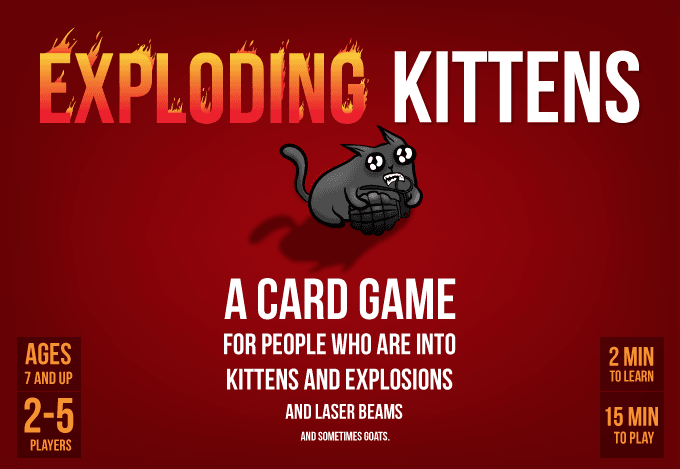 EXPLODING KITTENS
A CARD GAME
FOR PEOPLE WHO ARE INTO
KITTENS AND EXPLOSIONS
AND LASER BEAMS
AND SOMETIMES GOATS.
AGES
7 AND UP
2-5
PLAYERS
2 MIN
TO LEARN
15 MIN
TO PLAY